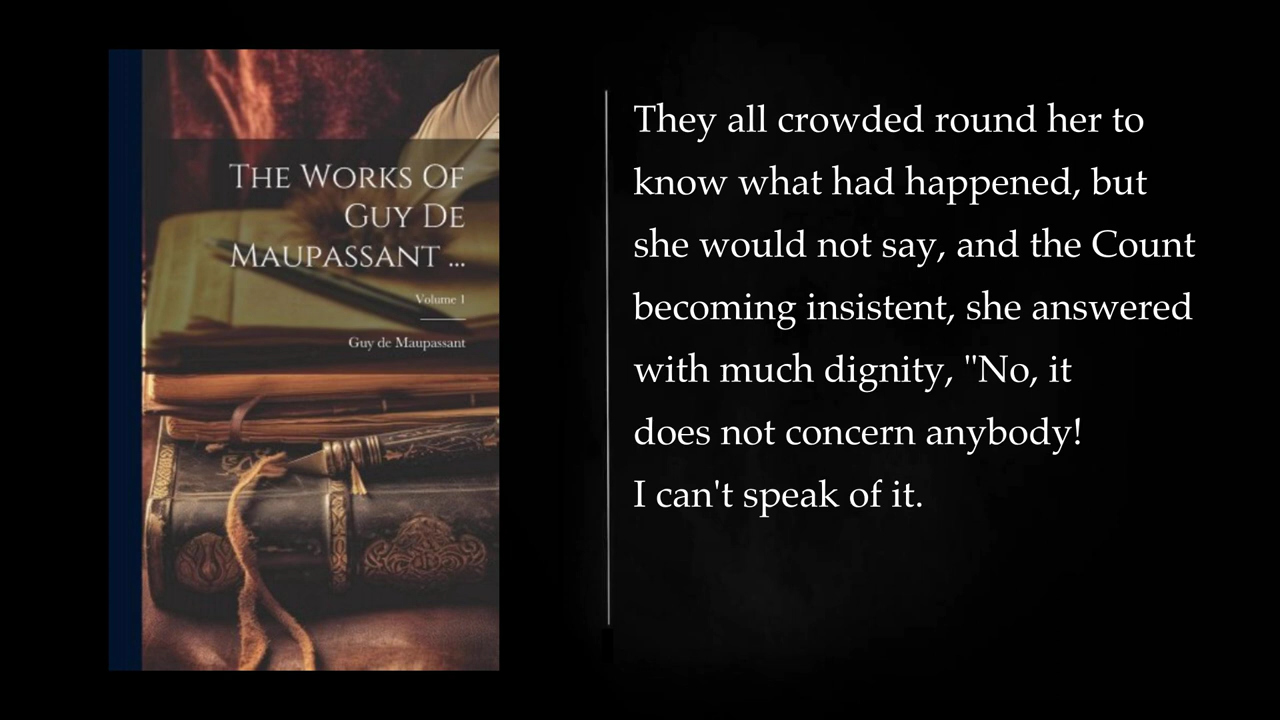 The Works Of
Guy De
Maupassant ...
Volume 1
Guy de Maupassant
They all crowded round her to
know what had happened, but
she would not say, and the Count
becoming insistent, she answered
with much dignity, "No, it
does not concern anybody!
I can't speak of it.